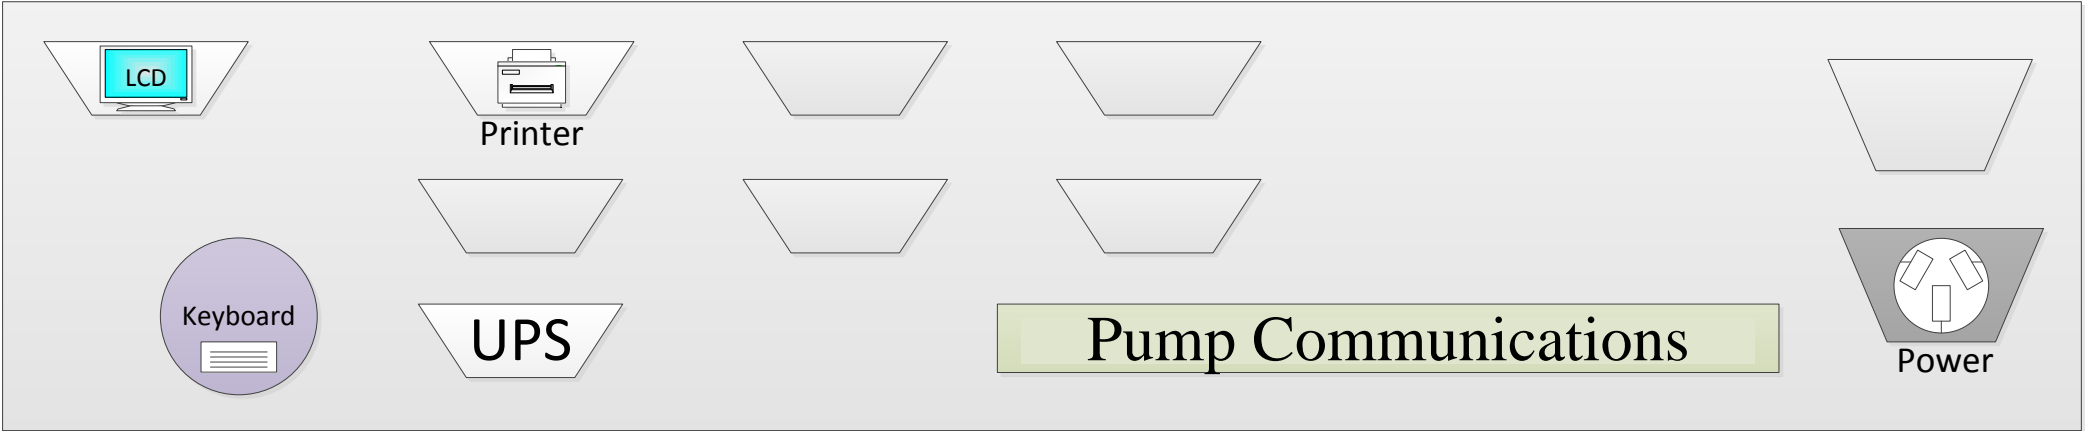 LCD
Printer
Keyboard
UPS
Pump Communications
Power